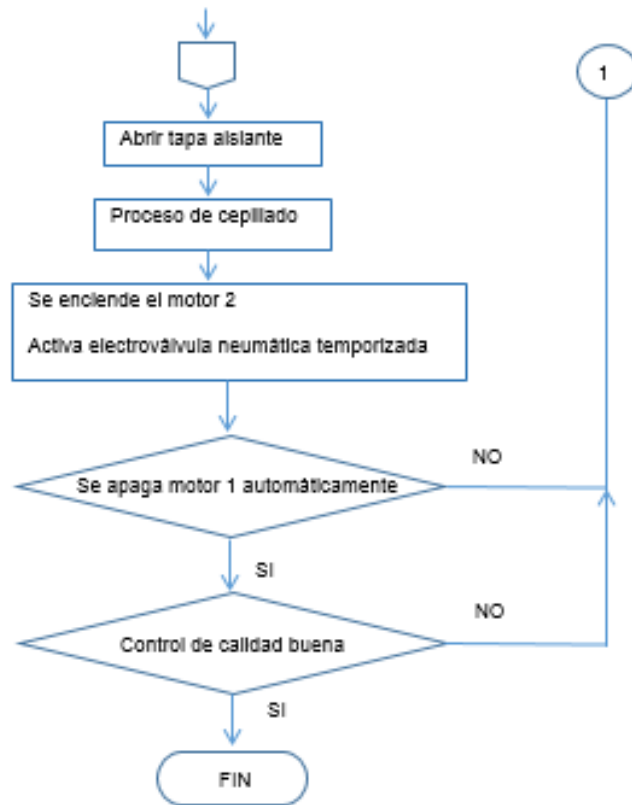 1
Abrir tapa aislante
Proceso de cepillado
Se enciende el motor 2
Activa electroválvula neumática temporizada
NO
Se apaga motor 1 automáticamente
SI
NO
Control de calidad buena
SI
FIN